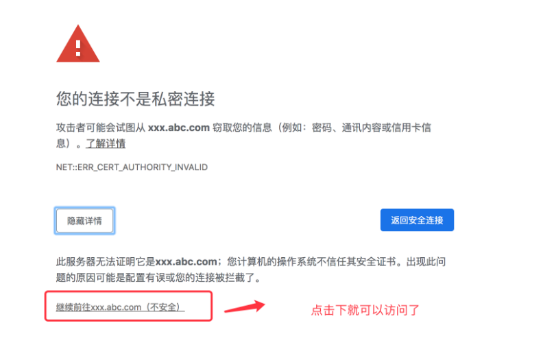 您的连接不是私密连接
攻击者可能会试图从 xxx.abc.com 窃取您的信息（例如：密码、通讯内容或信用卡信
息）。了解详情
NET::ERR_CERT_AUTHORITY_INVALID
隐藏详情
返回安全连接
此服务器无法证明它是xxx.abc.com；您计算机的操作系统不信任其安全证书。出现此问
题的原因可能是配置有误或您的连接被拦截了。
继续前往xxx.abc.com（不安全）
点击下就可以访问了